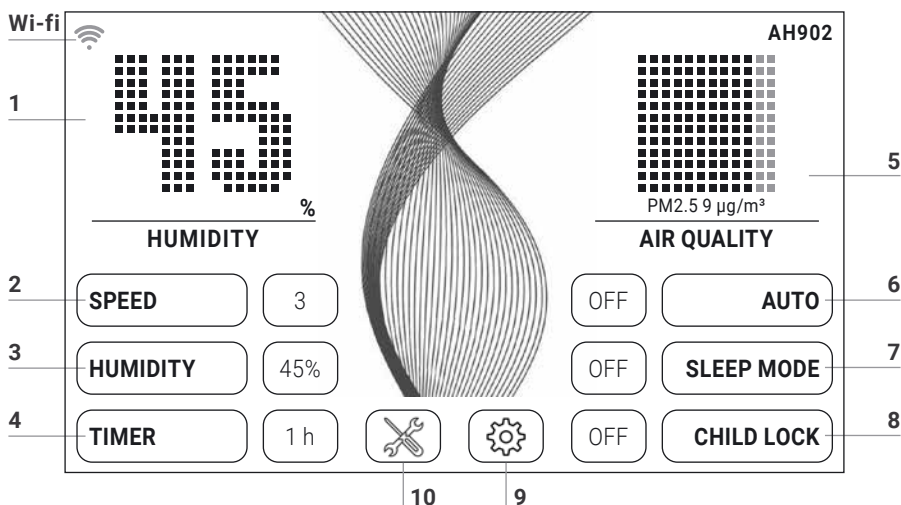 Wi-fi
AH902
1
45
%
HUMIDITY
5
PM2.5 9 µg/m³
AIR QUALITY
2
SPEED
3
OFF
AUTO
6
3
HUMIDITY
45%
OFF
SLEEP MODE
7
4
TIMER
1 h
OFF
CHILD LOCK
8
10
9